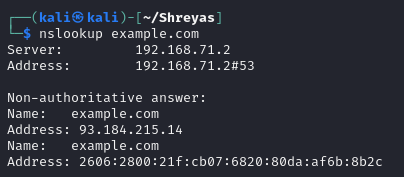 ┌──(kali㉿kali)-[~/Shreyas]
└─$ nslookup example.com
Server:         192.168.71.2
Address:        192.168.71.2#53

Non-authoritative answer:
Name:   example.com
Address: 93.184.215.14
Name:   example.com
Address: 2606:2800:21f:cb07:6820:80da:af6b:8b2c